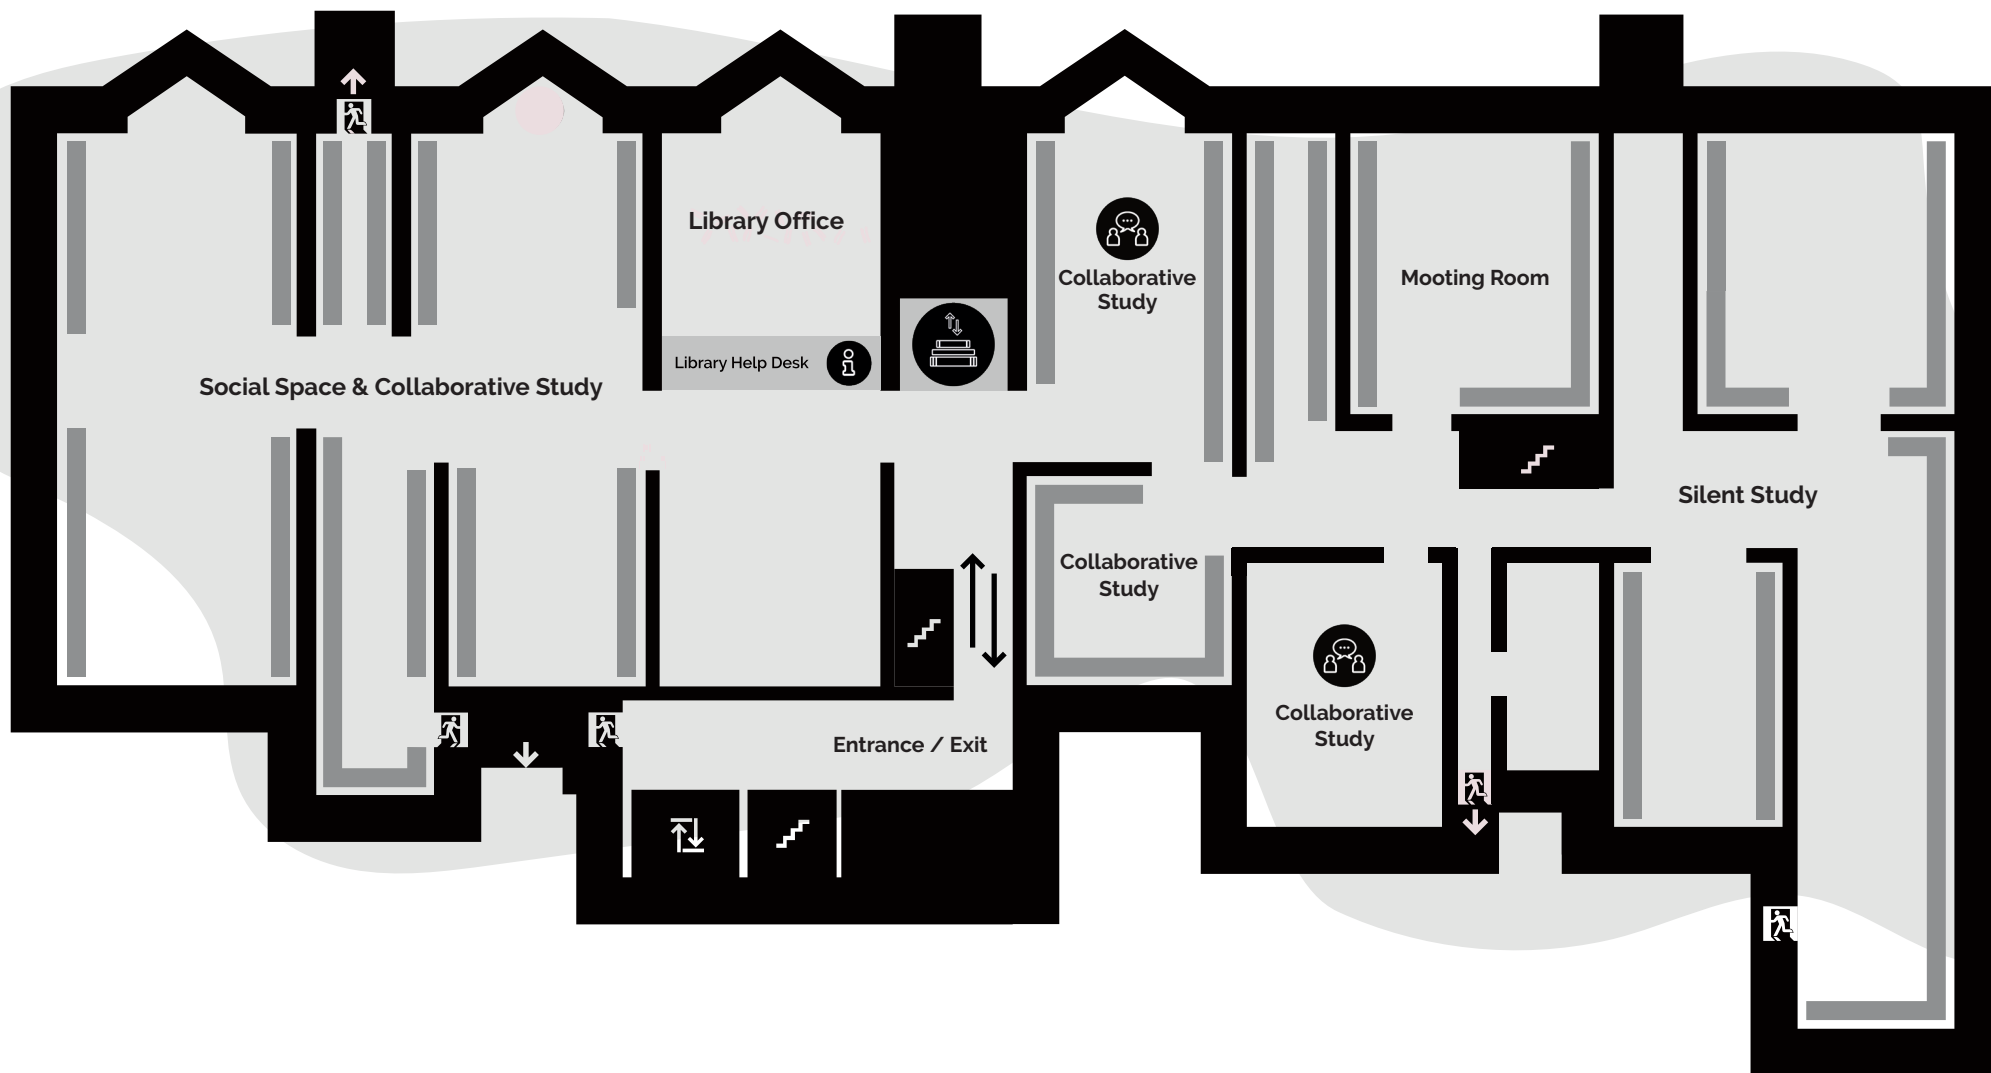 Library Office
Collaborative
Study
Mooting Room
Library Help Desk
Social Space & Collaborative Study
Silent Study
Collaborative
Study
Collaborative
Study
Entrance / Exit